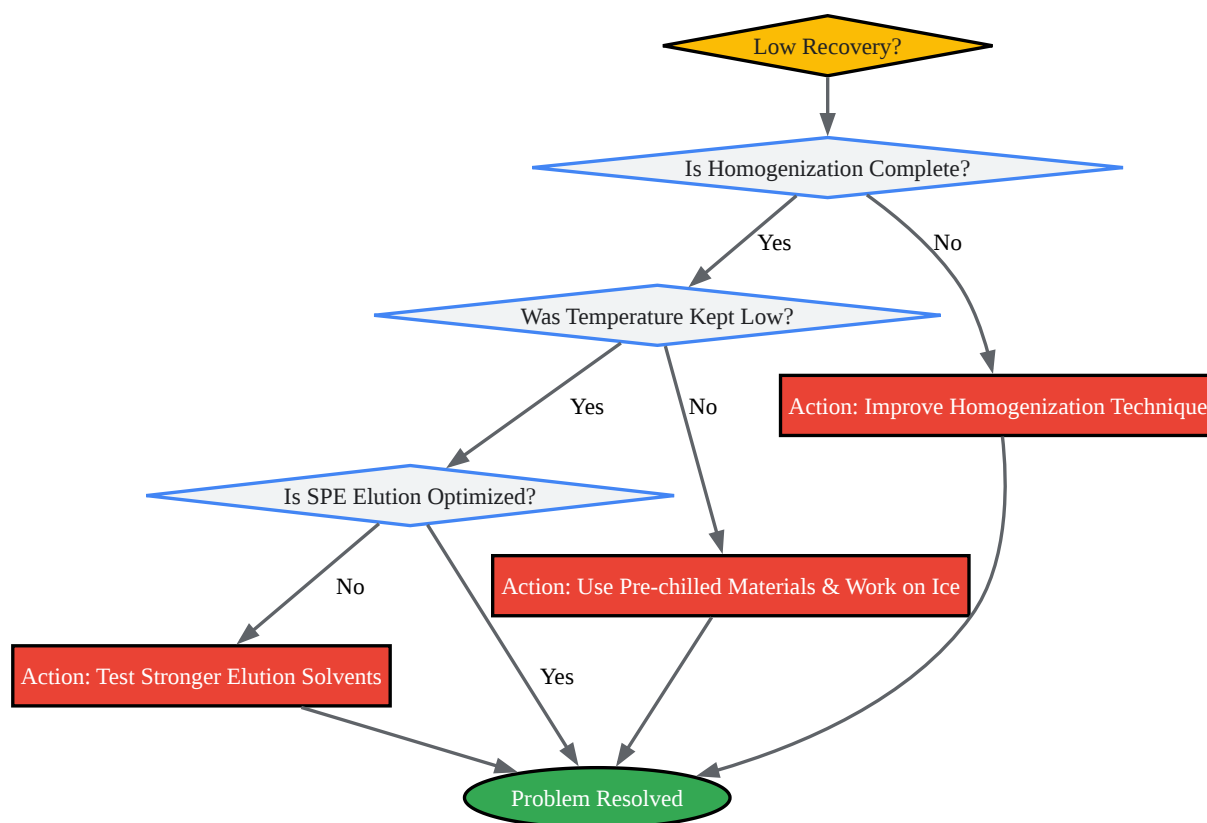 Low Recovery?
Is Homogenization Complete?
Yes
No
Was Temperature Kept Low?
Yes
No
Action: Improve Homogenization Technique
Is SPE Elution Optimized?
No
Action: Use Pre-chilled Materials & Work on Ice
Yes
Action: Test Stronger Elution Solvents
Problem Resolved